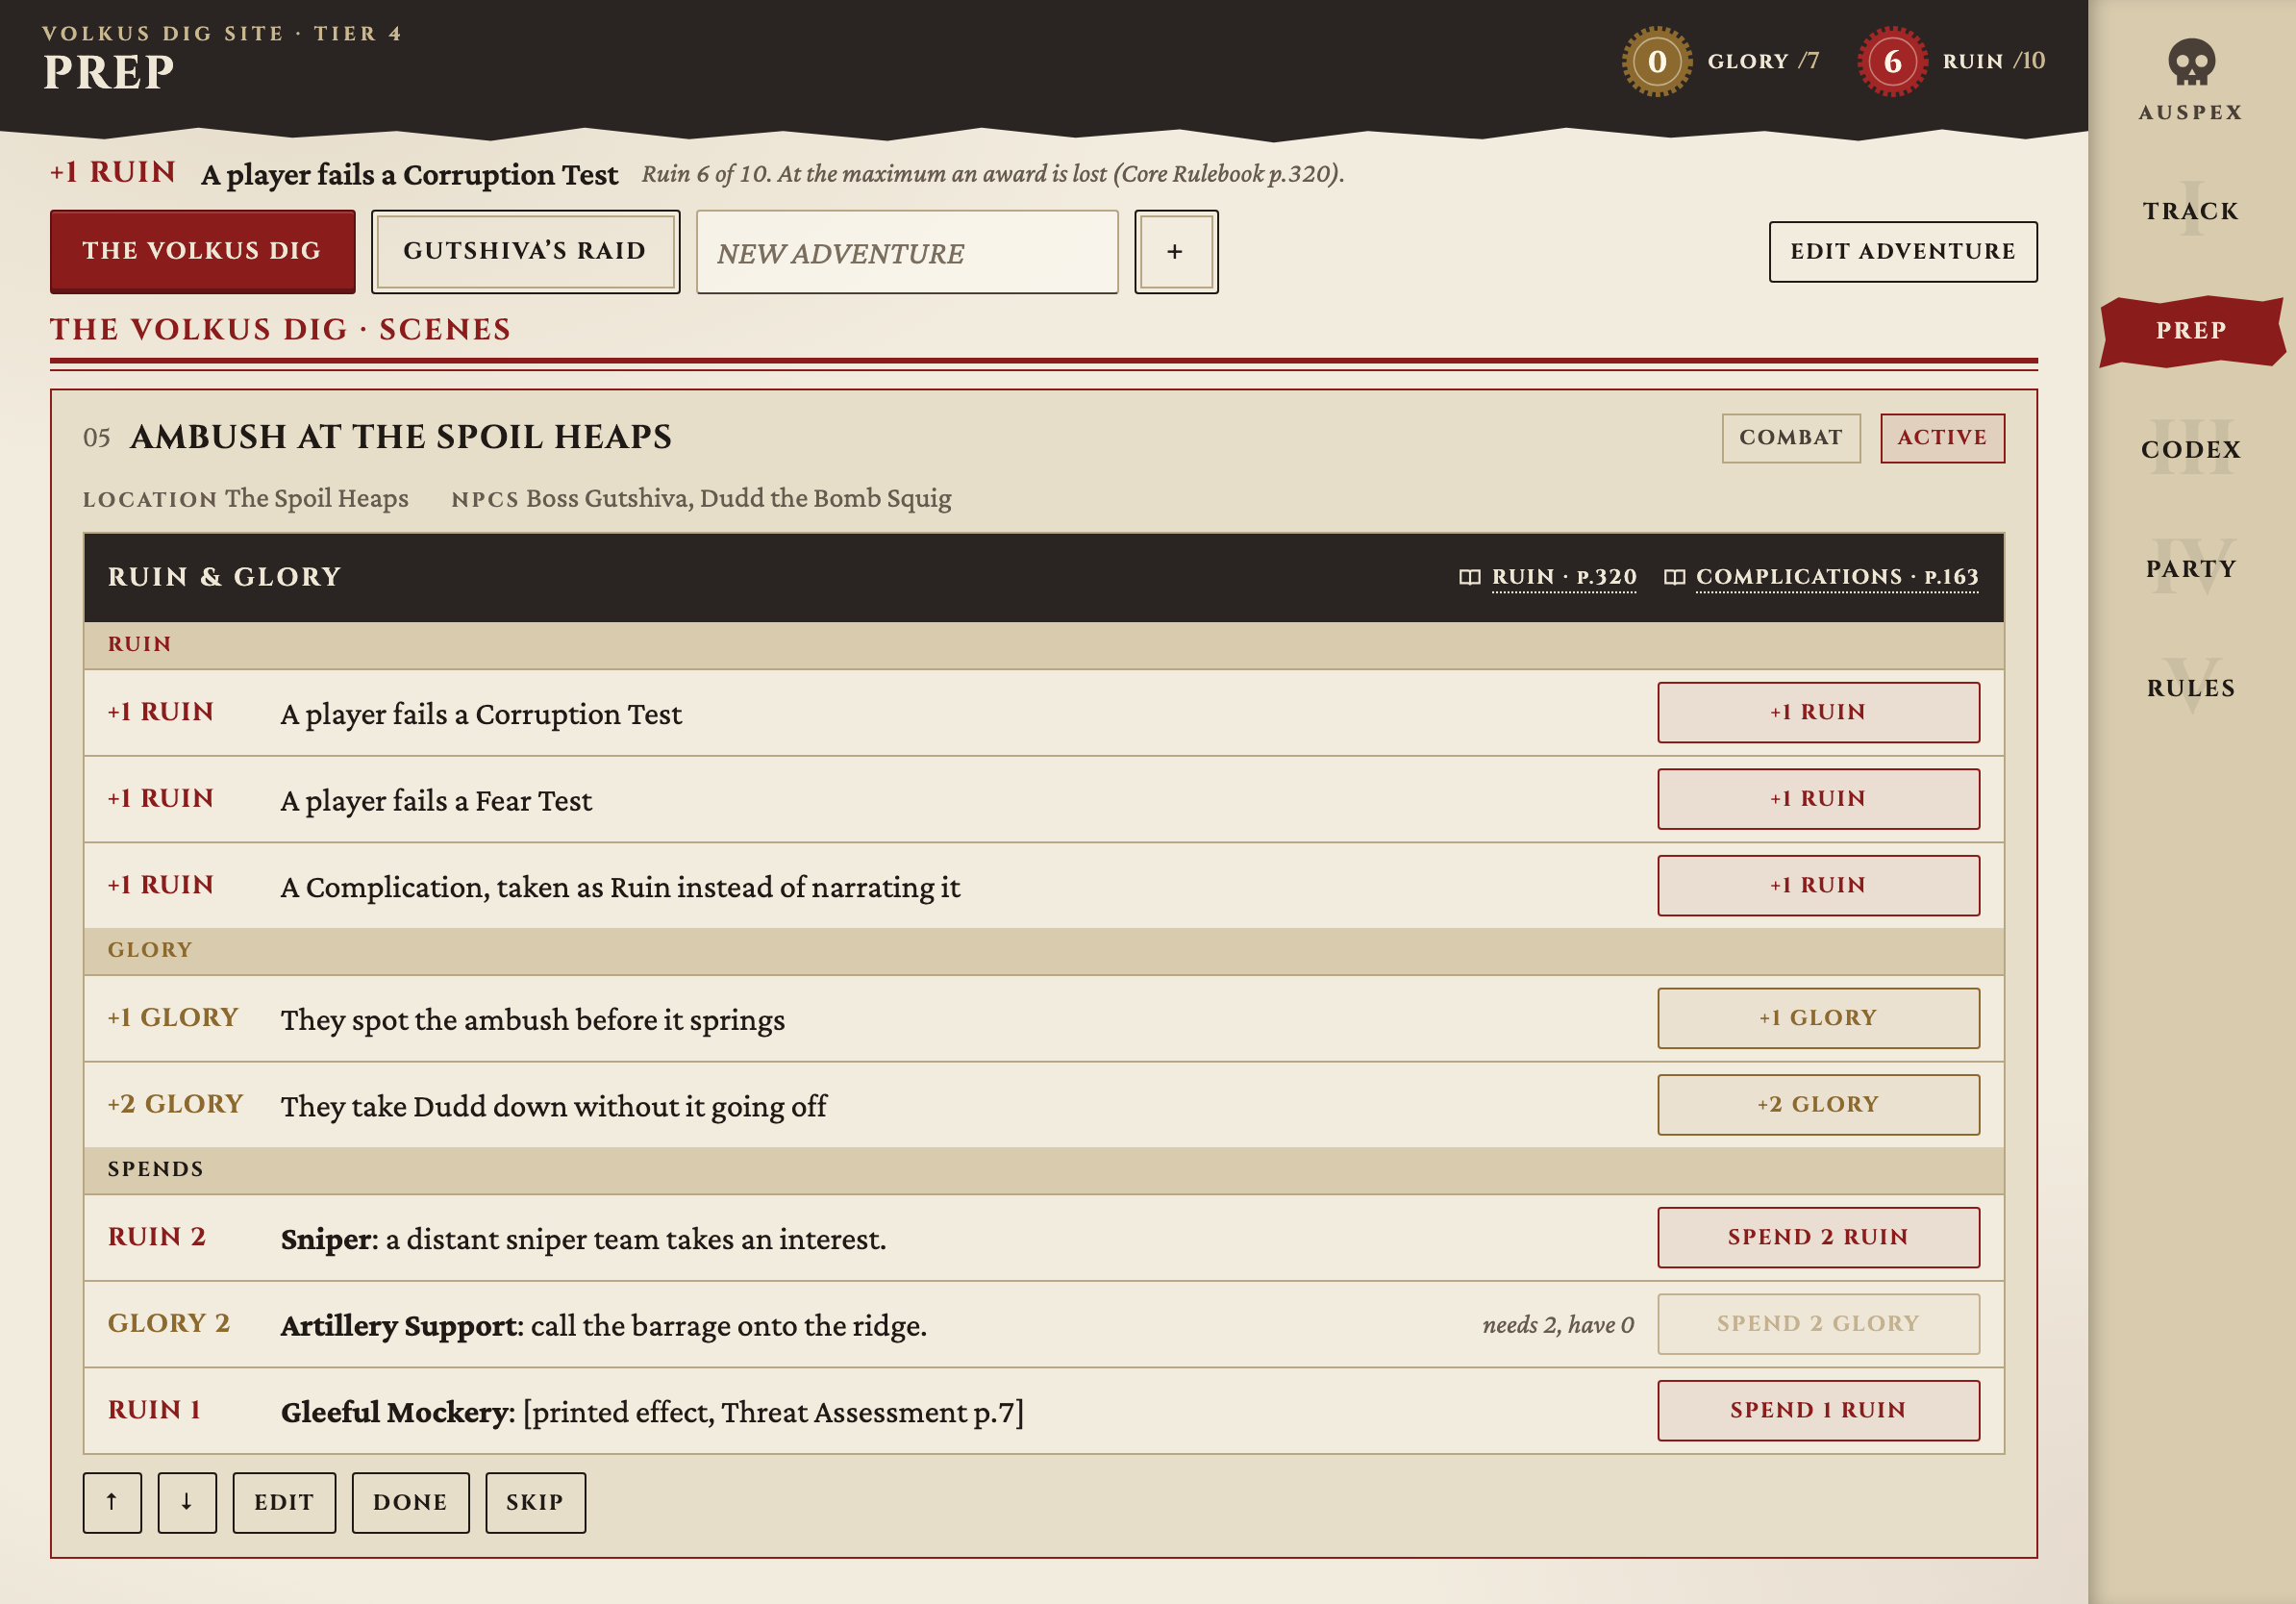 VOLKUS DIG SITE · TIER 4
PREP
0 GLORY /7 6 RUIN /10
+1 RUIN A player fails a Corruption Test Ruin 6 of 10. At the maximum an award is lost (Core Rulebook p.320).
THE VOLKUS DIG GUTSHIVA’S RAID NEW ADVENTURE + EDIT ADVENTURE
THE VOLKUS DIG · SCENES
05 AMBUSH AT THE SPOIL HEAPS COMBAT ACTIVE
LOCATION The Spoil Heaps NPCS Boss Gutshiva, Dudd the Bomb Squig
RUIN & GLORY RUIN · P.320 COMPLICATIONS · P.163
RUIN
+1 RUIN A player fails a Corruption Test +1 RUIN
+1 RUIN A player fails a Fear Test +1 RUIN
+1 RUIN A Complication, taken as Ruin instead of narrating it +1 RUIN
GLORY
+1 GLORY They spot the ambush before it springs +1 GLORY
+2 GLORY They take Dudd down without it going off +2 GLORY
SPENDS
RUIN 2 Sniper: a distant sniper team takes an interest. SPEND 2 RUIN
GLORY 2 Artillery Support: call the barrage onto the ridge. needs 2, have 0 SPEND 2 GLORY
RUIN 1 Gleeful Mockery: [printed effect, Threat Assessment p.7] SPEND 1 RUIN
↑ ↓ EDIT DONE SKIP
AUSPEX
I
TRACK
PREP
III
CODEX
IV
PARTY
V
RULES